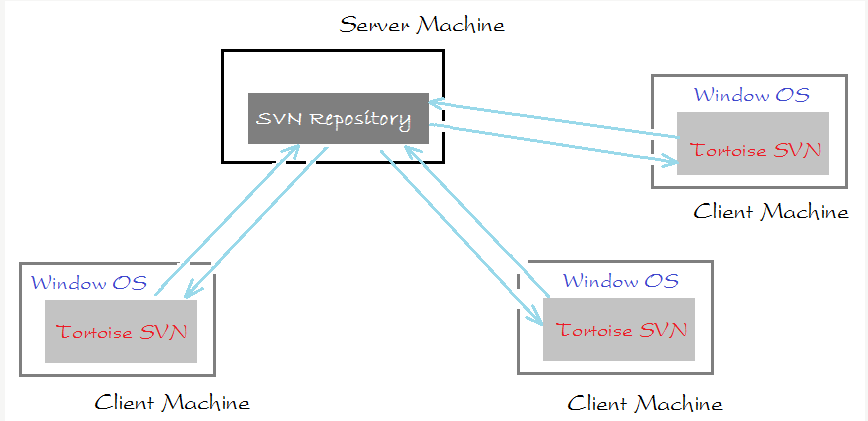 Server Machine
SVN Repository
Window OS
Tortoise SVN
Client Machine
Window OS
Tortoise SVN
Client Machine
Window OS
Tortoise SVN
Client Machine